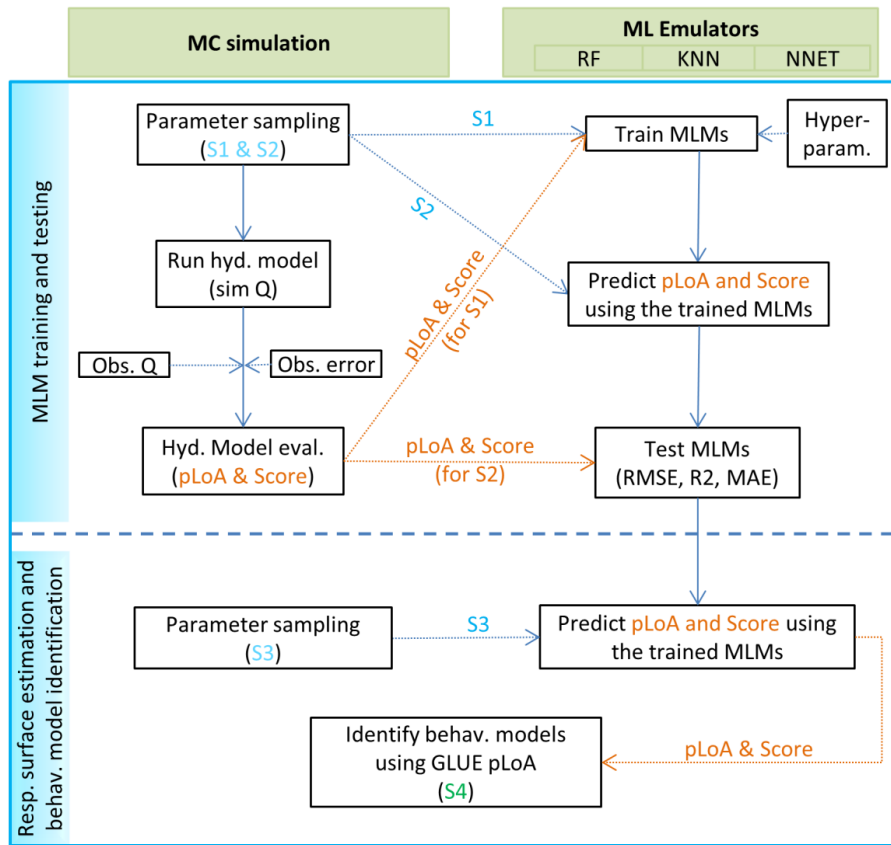 MC simulation
ML Emulators
RF
KNN
NNET
MLM training and testing
Parameter sampling
(S1 & S2)
S1
Train MLMs
Hyper-
param.
S2
Run hyd. model
(sim Q)
pLoA & Score
(for S1)
Predict pLoA and Score
using the trained MLMs
Obs. Q
Obs. error
Hyd. Model eval.
(pLoA & Score)
pLoA & Score
(for S2)
Test MLMs
(RMSE, R2, MAE)
Resp. surface estimation and
behav. model identification
Parameter sampling
(S3)
S3
Predict pLoA and Score using
the trained MLMs
Identify behav. models
using GLUE pLoA
(S4)
pLoA & Score